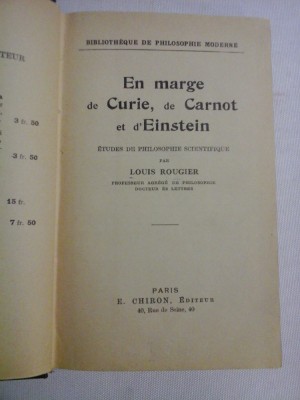 TEUR
3 fr. 50
3 fr. 50
15 fr.
7 fr. 50
BIBLIOTHÈQUE DE PHILOSOPHIE MODERNE
En marge
de Curie, de Carnot
et d'Einstein
ÉTUDES DE PHILOSOPHIE SCIENTIFIQUE
PAR
LOUIS ROUGIER
PROFESSEUR AGRÉGÉ DE PHILOSOPHIE
DOCTEUR ÈS LETTRES
PARIS
E. CHIRON, ÉDITEUR
40, Rue de Seine, 40